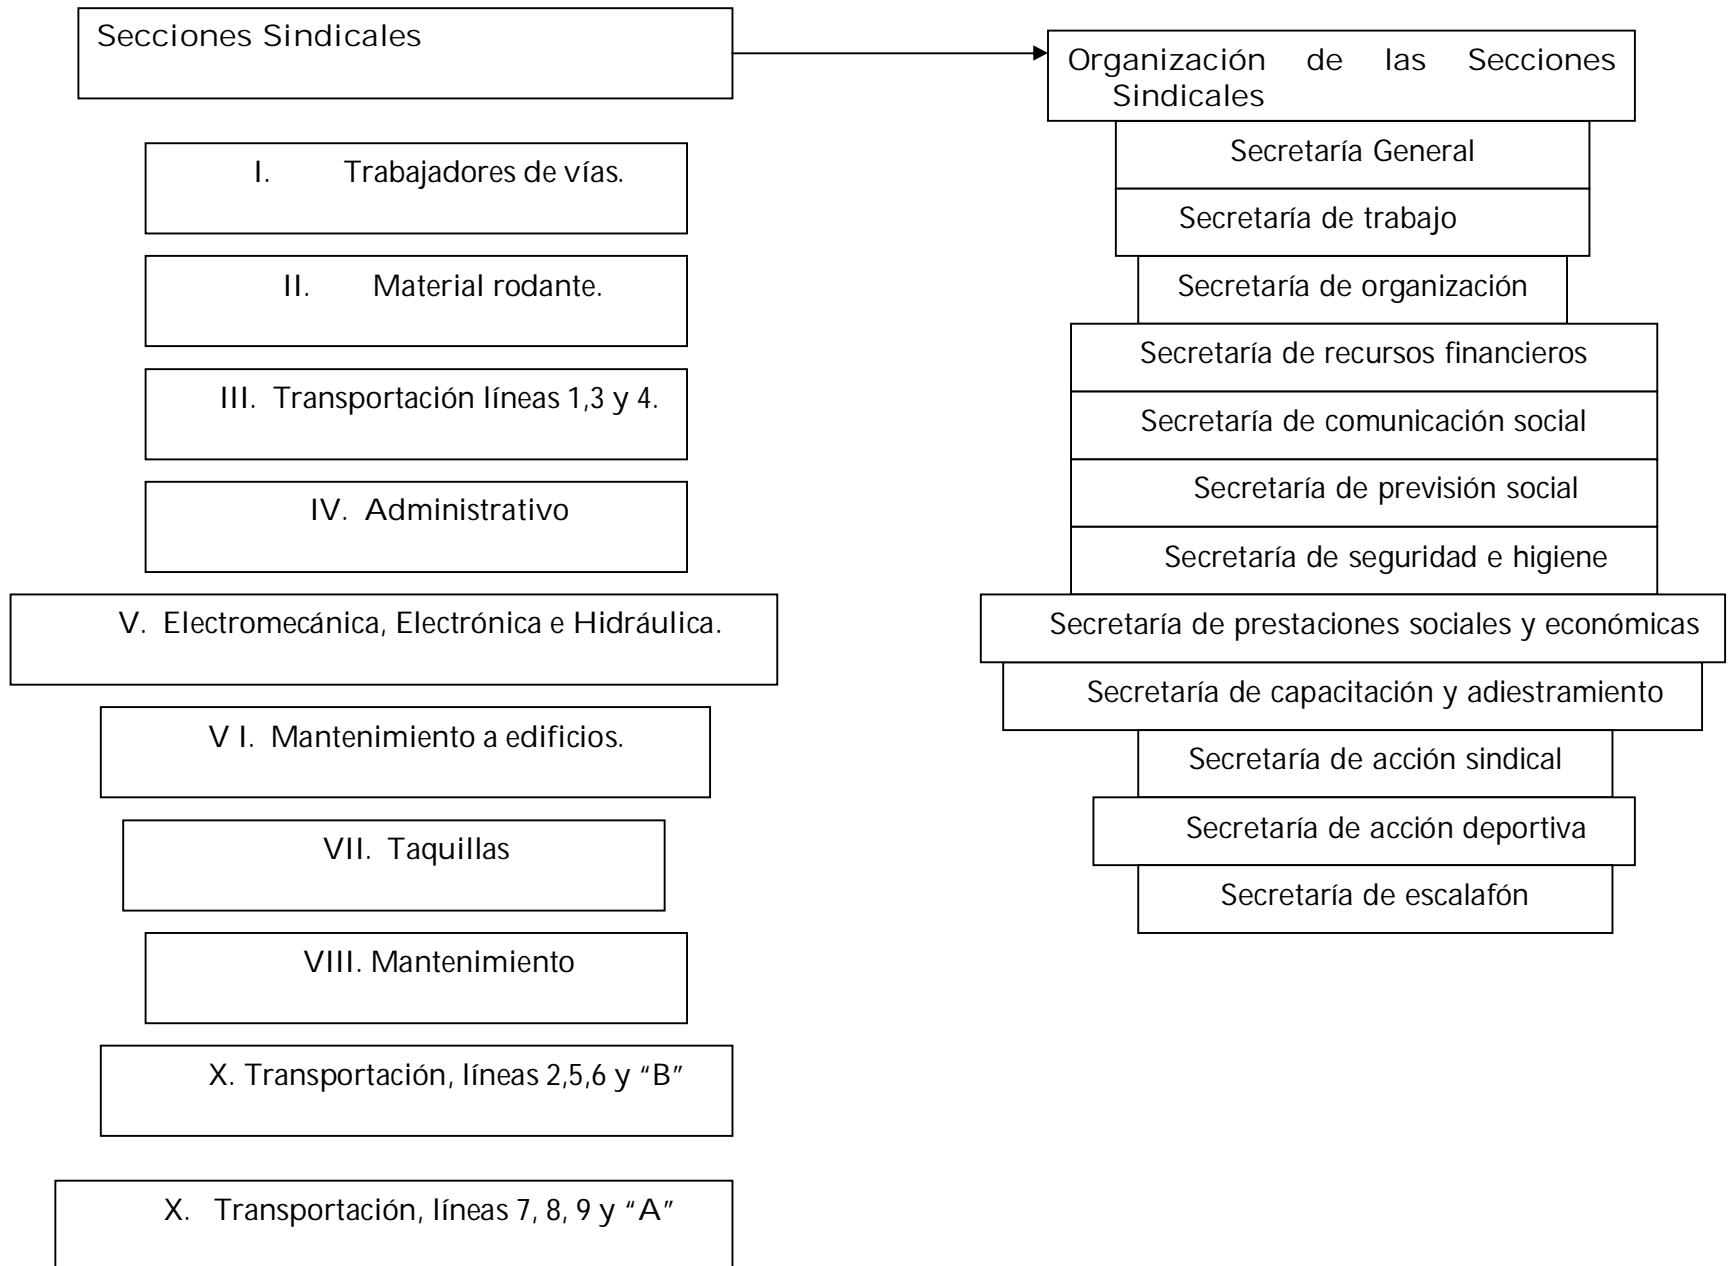 Secciones Sindicales
I. Trabajadores de vías.
II. Material rodante.
III. Transportación líneas 1,3 y 4.
IV. Administrativo
V. Electromecánica, Electrónica e Hidráulica.
V I. Mantenimiento a edificios.
VII. Taquillas
VIII. Mantenimiento
X. Transportación, líneas 2,5,6 y “B”
X. Transportación, líneas 7, 8, 9 y “A”
Organización de las Secciones
Sindicales
Secretaría General
Secretaría de trabajo
Secretaría de organización
Secretaría de recursos financieros
Secretaría de comunicación social
Secretaría de previsión social
Secretaría de seguridad e higiene
Secretaría de prestaciones sociales y económicas
Secretaría de capacitación y adiestramiento
Secretaría de acción sindical
Secretaría de acción deportiva
Secretaría de escalafón